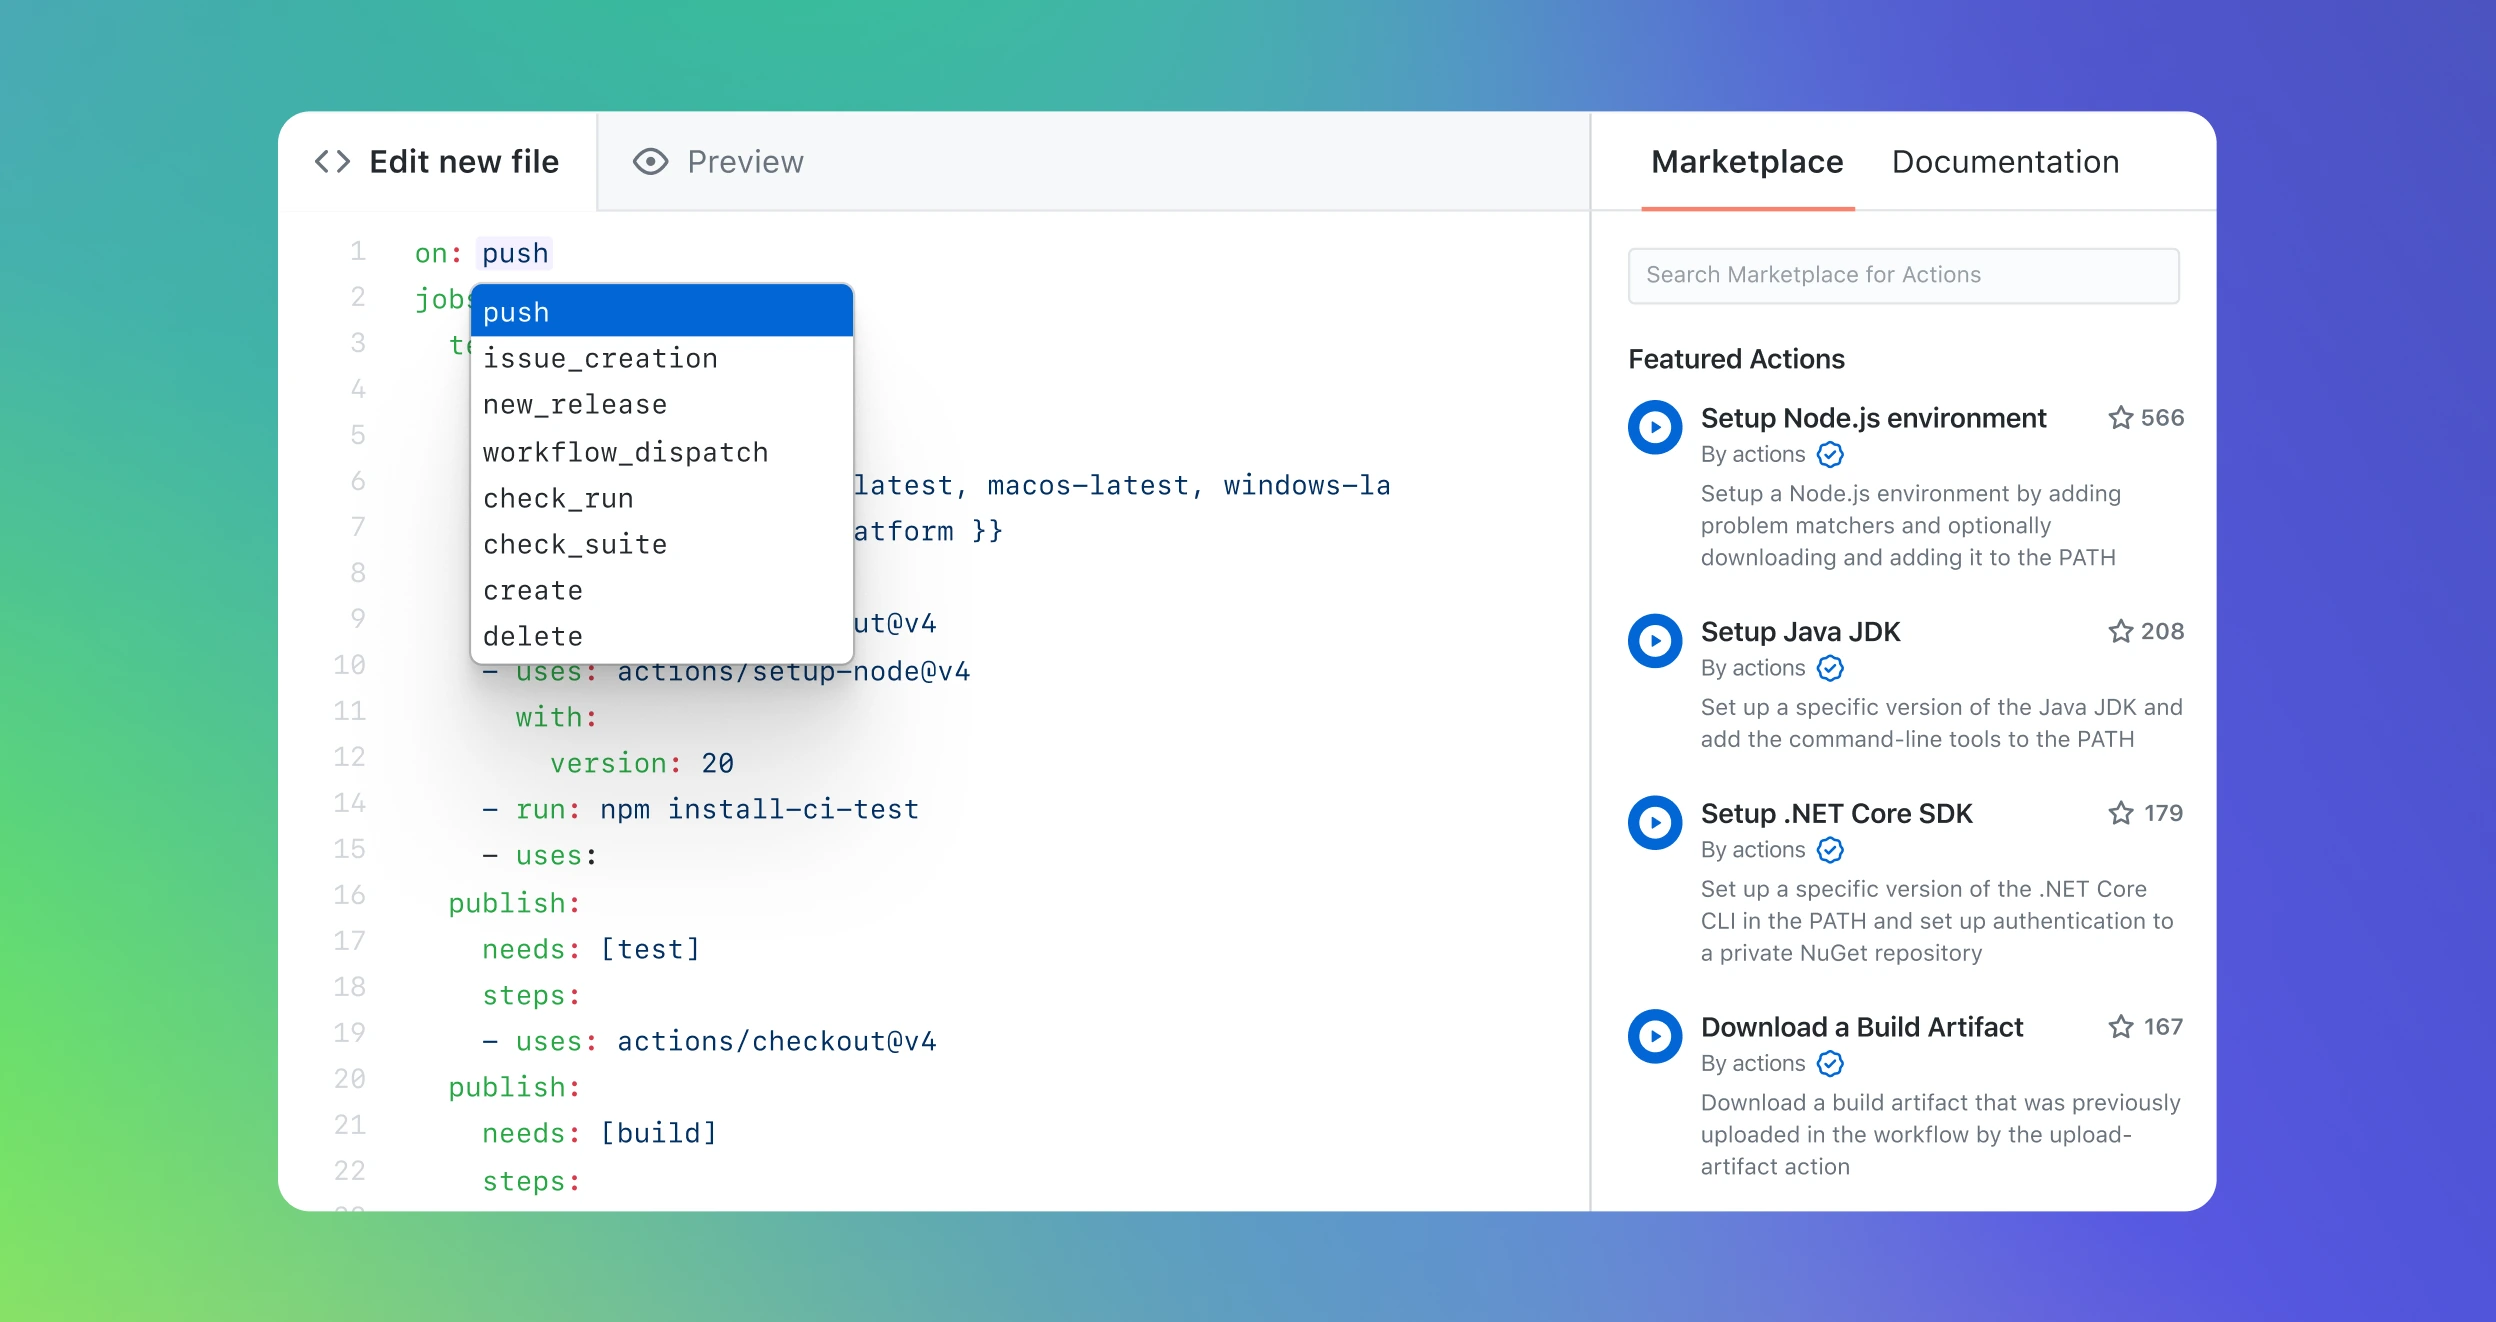 Edit new file
Preview
1 on: push
2 jobs
3
4
5
6 latest, macos-latest, windows-la
7 atform }}
8
9 ut@v4
10 - uses: actions/setup-node@v4
11 with:
12 version: 20
14 - run: npm install-ci-test
15 - uses:
16 publish:
17 needs: [test]
18 steps:
19 - uses: actions/checkout@v4
20 publish:
21 needs: [build]
22 steps:
push
issue_creation
new_release
workflow_dispatch
check_run
check_suite
create
delete
Marketplace
Documentation
Search Marketplace for Actions
Featured Actions
Setup Node.js environment
566
By actions
Setup a Node.js environment by adding
problem matchers and optionally
downloading and adding it to the PATH
Setup Java JDK
208
By actions
Set up a specific version of the Java JDK and
add the command-line tools to the PATH
Setup .NET Core SDK
179
By actions
Set up a specific version of the .NET Core
CLI in the PATH and set up authentication to
a private NuGet repository
Download a Build Artifact
167
By actions
Download a build artifact that was previously
uploaded in the workflow by the upload-
artifact action